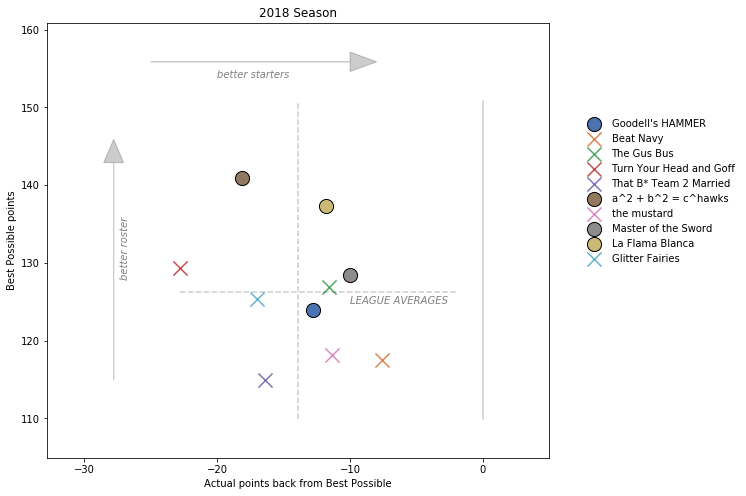 2018 Season
160
150
140
130
120
110
Best Possible points
better starters
better roster
LEAGUE AVERAGES
−30
−20
−10
0
Actual points back from Best Possible
Goodell's HAMMER
Beat Navy
The Gus Bus
Turn Your Head and Goff
That B* Team 2 Married
a^2 + b^2 = c^hawks
the mustard
Master of the Sword
La Flama Blanca
Glitter Fairies